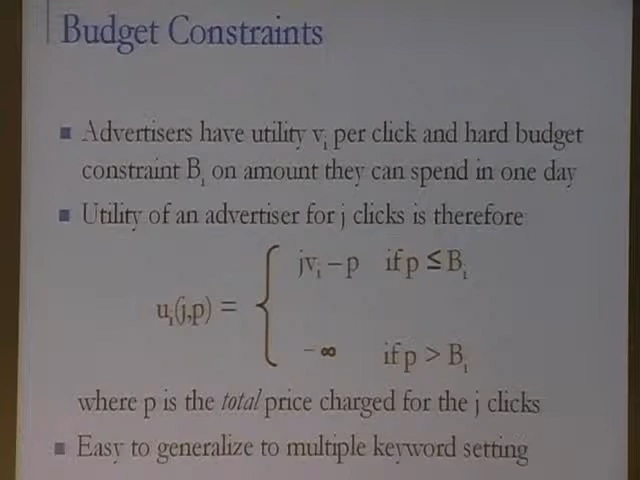 Budget Constraints
Advertisers have utility vᵢ per click and hard budget
constraint Bᵢ on amount they can spend in one day
Utility of an advertiser for j clicks is therefore
jvᵢ – p if p ≤ Bᵢ
uᵢ(j,p) =
–∞ if p > Bᵢ
where p is the total price charged for the j clicks
Easy to generalize to multiple keyword setting